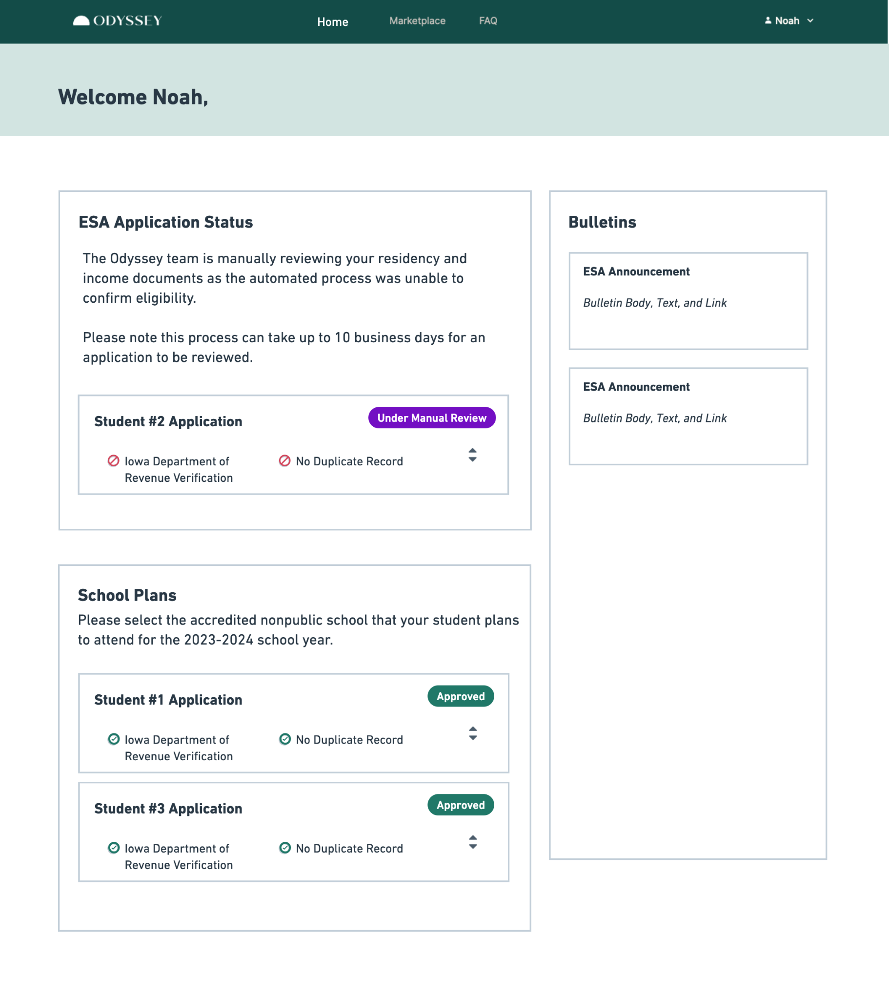 ODYSSEY
Home
Marketplace
FAQ
Noah
Welcome Noah,
ESA Application Status
The Odyssey team is manually reviewing your residency and
income documents as the automated process was unable to
confirm eligibility.
Please note this process can take up to 10 business days for an
application to be reviewed.
Student #2 Application
Under Manual Review
Iowa Department of
Revenue Verification
No Duplicate Record
School Plans
Please select the accredited nonpublic school that your student plans
to attend for the 2023-2024 school year.
Student #1 Application
Approved
Iowa Department of
Revenue Verification
No Duplicate Record
Student #3 Application
Approved
Iowa Department of
Revenue Verification
No Duplicate Record
Bulletins
ESA Announcement
Bulletin Body, Text, and Link
ESA Announcement
Bulletin Body, Text, and Link